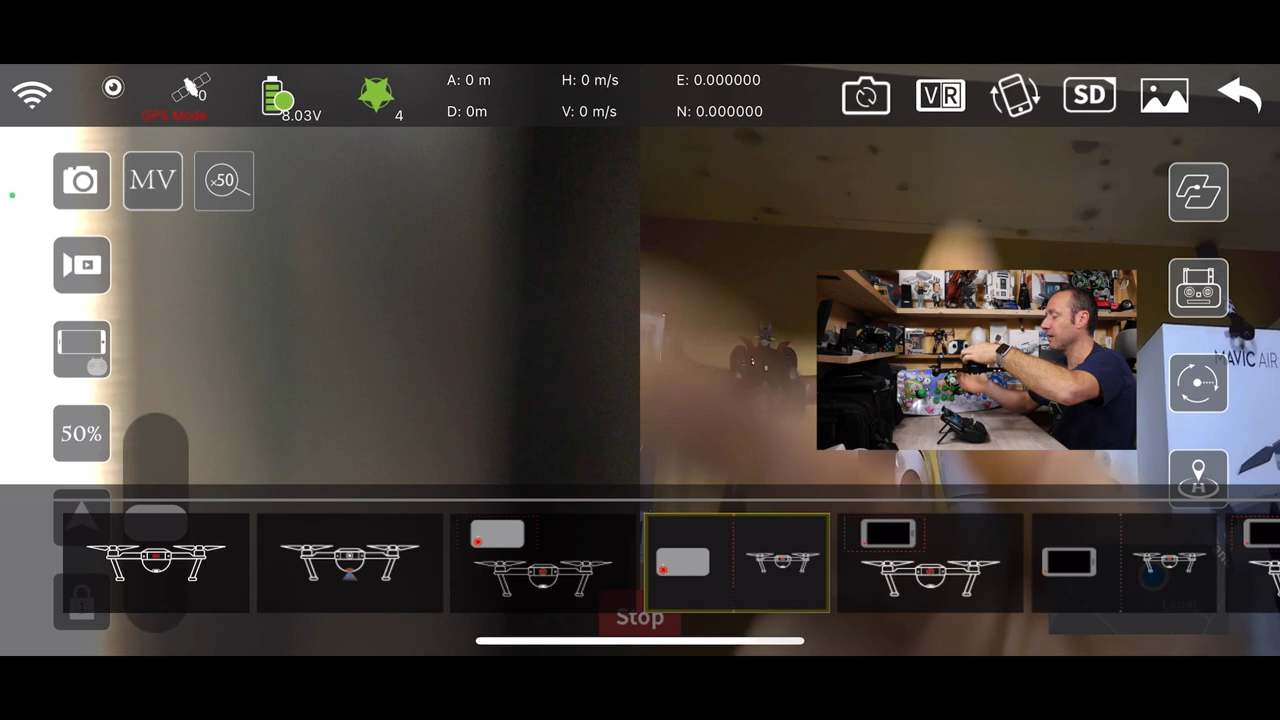 0
GPS Mode
8.03V
4
A: 0 m
D: 0m
H: 0 m/s
V: 0 m/s
E: 0.000000
N: 0.000000
VR
SD
MV
x50
50%
H
MAVIC AIR
Stop
Legal